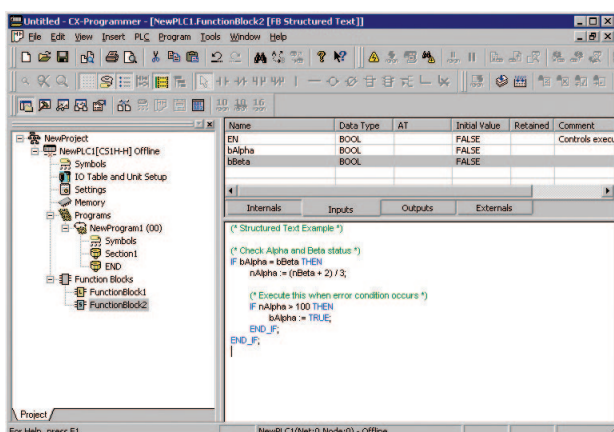 Untitled - CX-Programmer - [NewPLC1.FunctionBlock2 [FB Structured Text]]
File Edit View Insert PLC Program Tools Window Help
10 10 16
NewProject
NewPLC1[CS1H-H] Offline
Symbols
IO Table and Unit Setup
Settings
Memory
Programs
NewProgram1 (00)
Symbols
Section1
END
Function Blocks
FunctionBlock1
FunctionBlock2
Project
Name Data Type AT Initial Value Retained Comment
EN BOOL FALSE Controls execu
bAlpha BOOL FALSE
bBeta BOOL FALSE
Internals Inputs Outputs Externals
(* Structured Text Example *)
(* Check Alpha and Beta status *)
IF bAlpha = bBeta THEN
nAlpha := (nBeta + 2) / 3;
(* Execute this when error condition occurs *)
IF nAlpha > 100 THEN
bAlpha := TRUE;
END_IF;
END_IF;
For Help, press F1
NewPLC1(Net:0,Node:0) - Offline